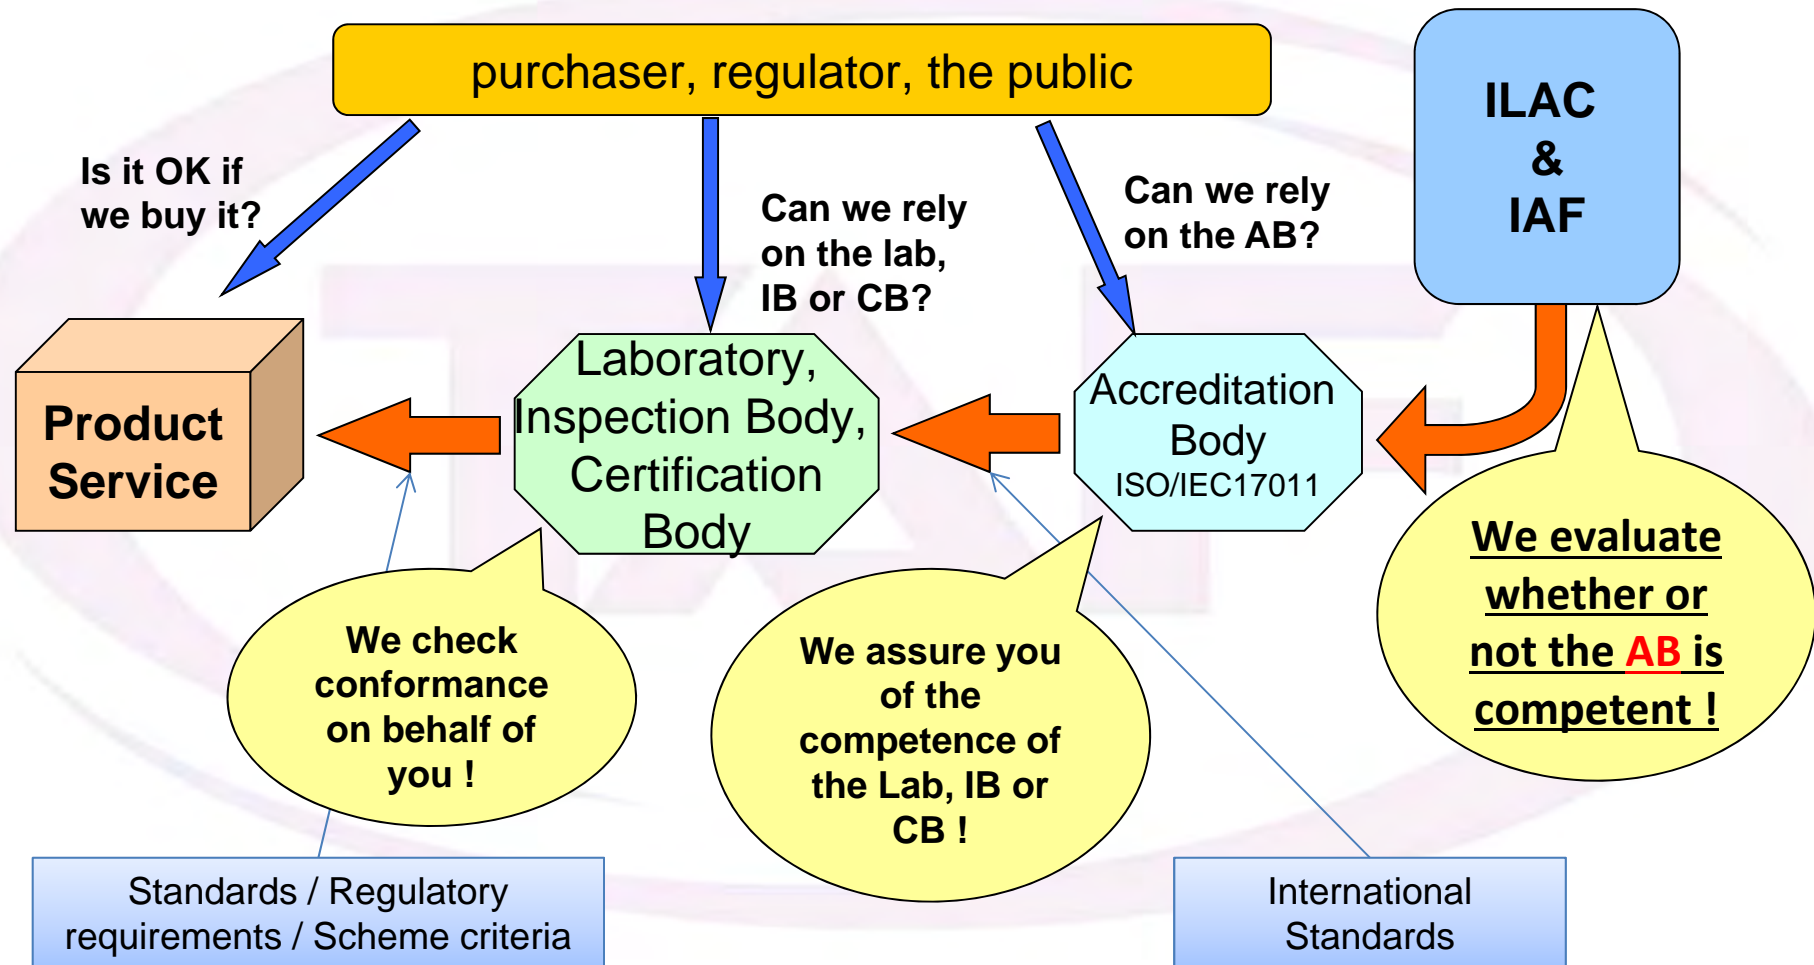 purchaser, regulator, the public
ILAC
&
IAF
Is it OK if
we buy it?
Can we rely
on the lab,
IB or CB?
Can we rely
on the AB?
Product
Service
Laboratory,
Inspection Body,
Certification
Body
Accreditation
Body
ISO/IEC17011
We check
conformance
on behalf of
you !
We assure you
of the
competence of
the Lab, IB or
CB !
We evaluate
whether or
not the AB is
competent !
Standards / Regulatory
requirements / Scheme criteria
International
Standards
TAF